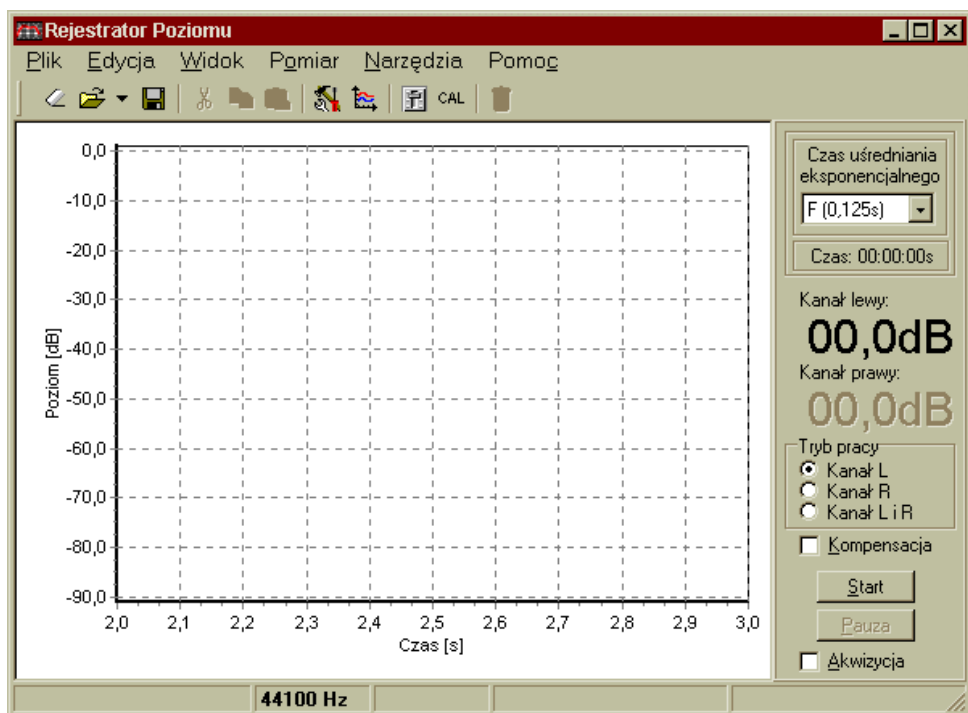 Rejestrator Poziomu
Plik Edycja Widok Pomiar Narzędzia Pomoc
CAL
0,0
-10,0
-20,0
-30,0
-40,0
-50,0
-60,0
-70,0
-80,0
-90,0
Poziom [dB]
2,0 2,1 2,2 2,3 2,4 2,5 2,6 2,7 2,8 2,9 3,0
Czas [s]
Czas uśredniania
eksponencjalnego
F (0,125s)
Czas: 00:00:00s
Kanał lewy:
00,0dB
Kanał prawy:
00,0dB
Tryb pracy
Kanał L
Kanał R
Kanał L i R
Kompensacja
Start
Pauza
Akwizycja
44100 Hz